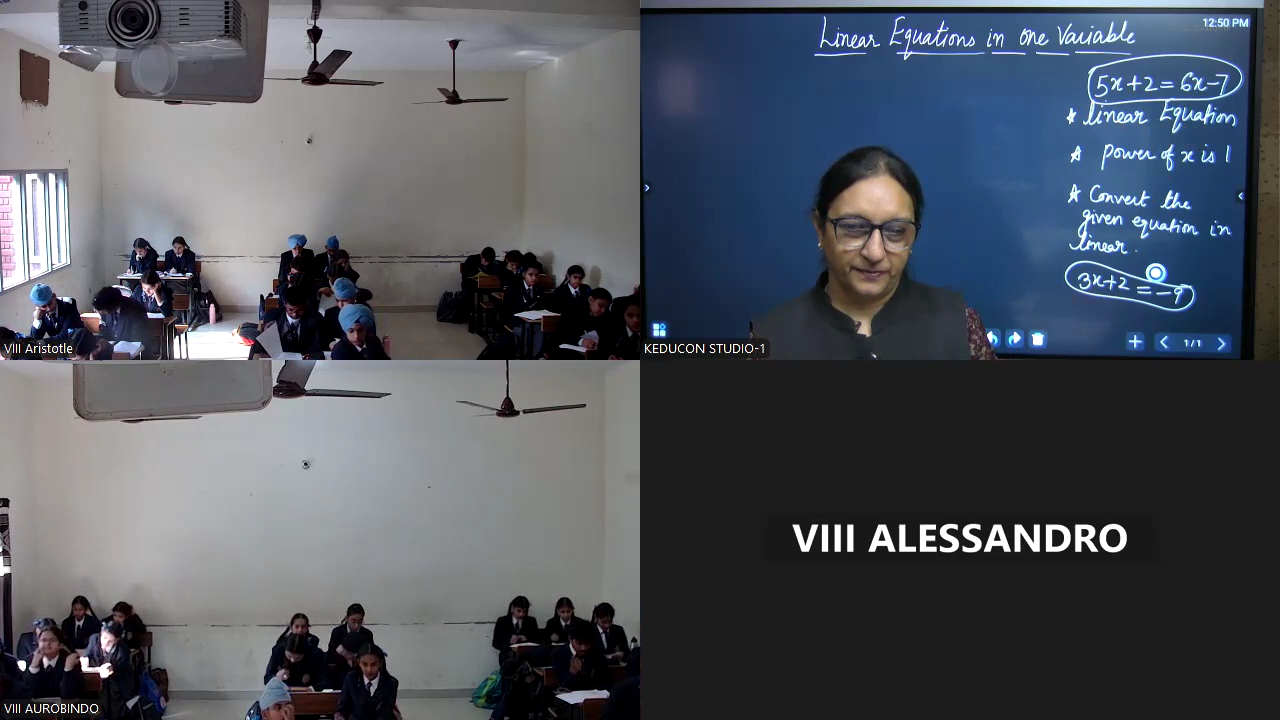 12:50 PM
Linear Equations in one Variable
5x+2 = 6x-7
* linear Equation
* power of x is 1
* Convert the
given equation in
linear.
3x+2 = -9
1/1
VIII Aristotle
KEDUCON STUDIO-1
VIII ALESSANDRO
VIII AUROBINDO